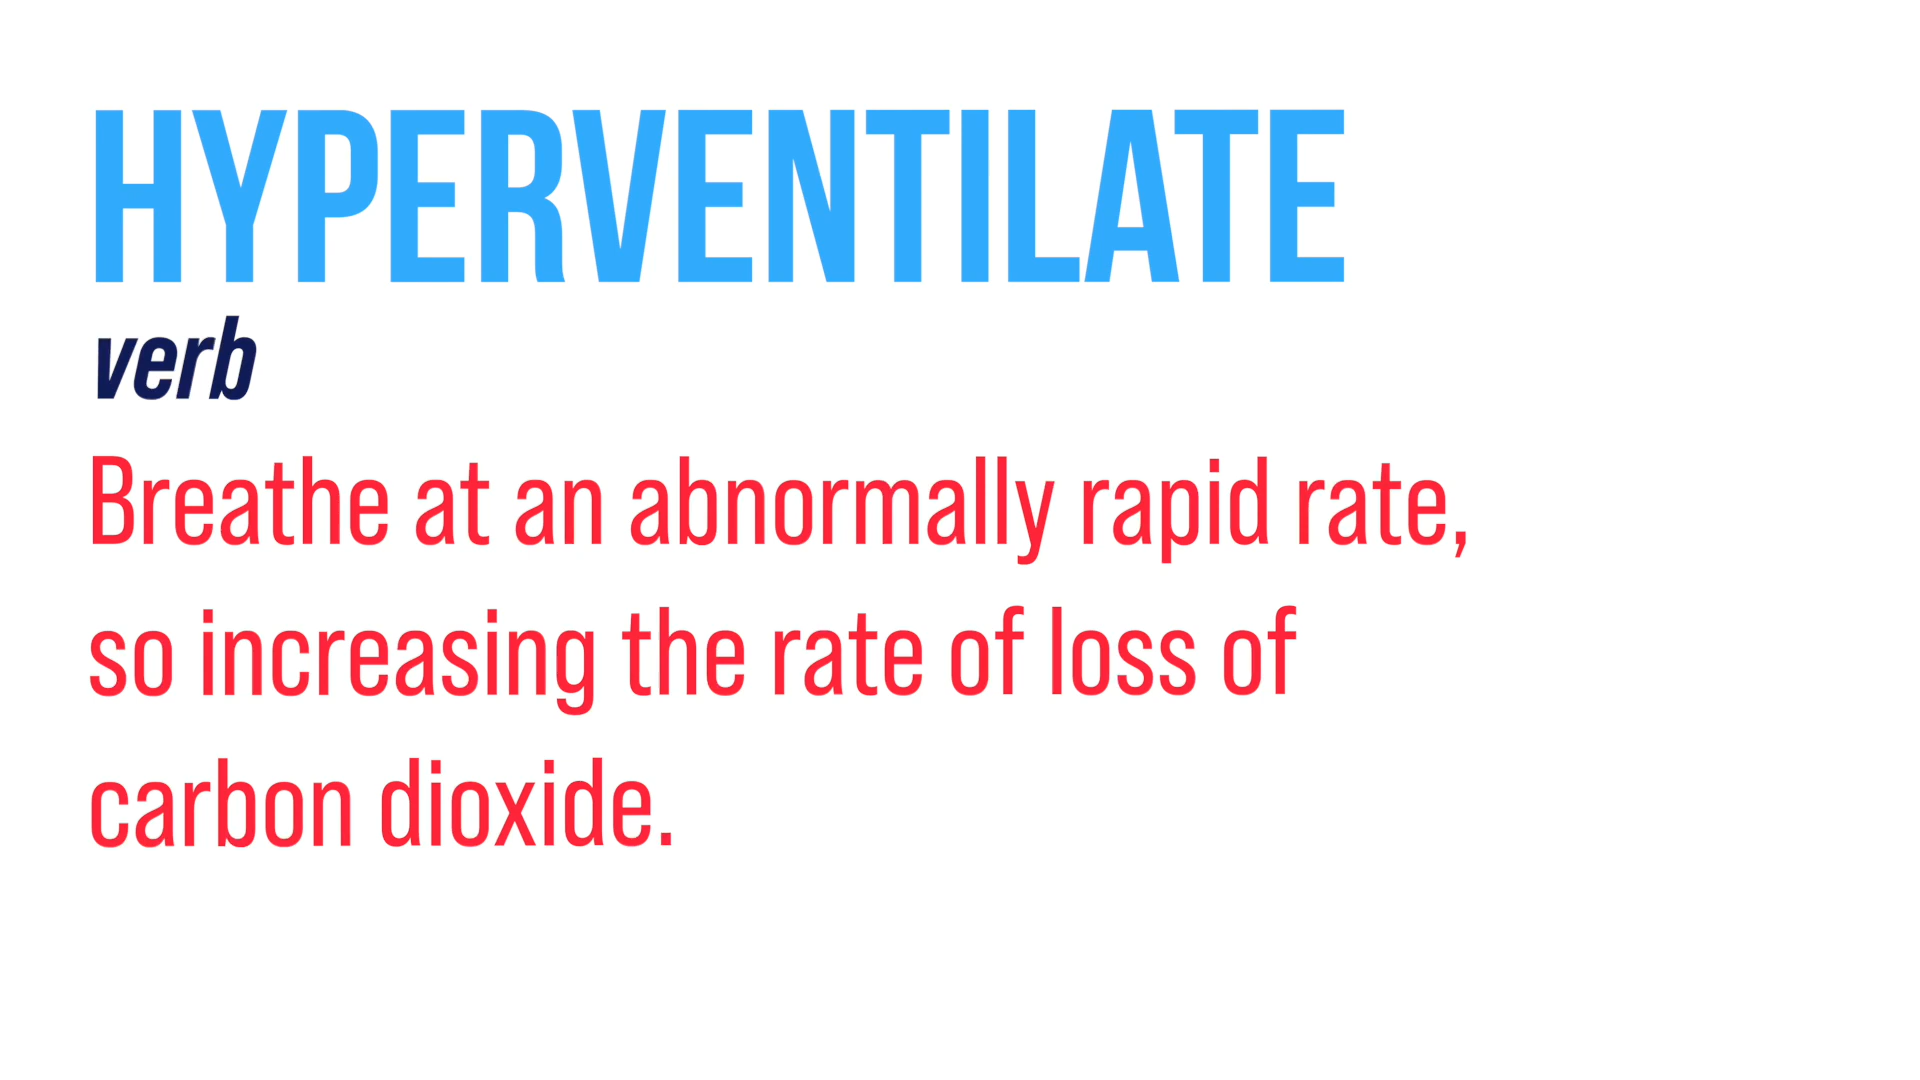 HYPERVENTILATE
verb
Breathe at an abnormally rapid rate,
so increasing the rate of loss of
carbon dioxide.